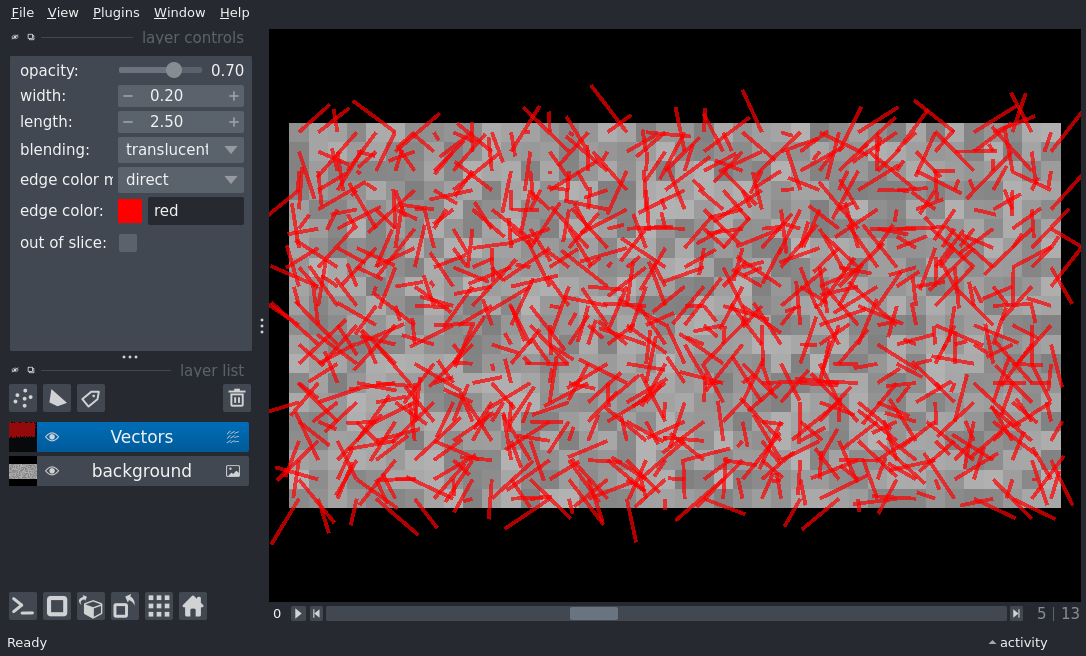 File View Plugins Window Help
layer controls
opacity: 0.70
width: − 0.20 +
length: − 2.50 +
blending: translucent
edge color m direct
edge color: red
out of slice:
layer list
Vectors
background
0 5 | 13
Ready activity